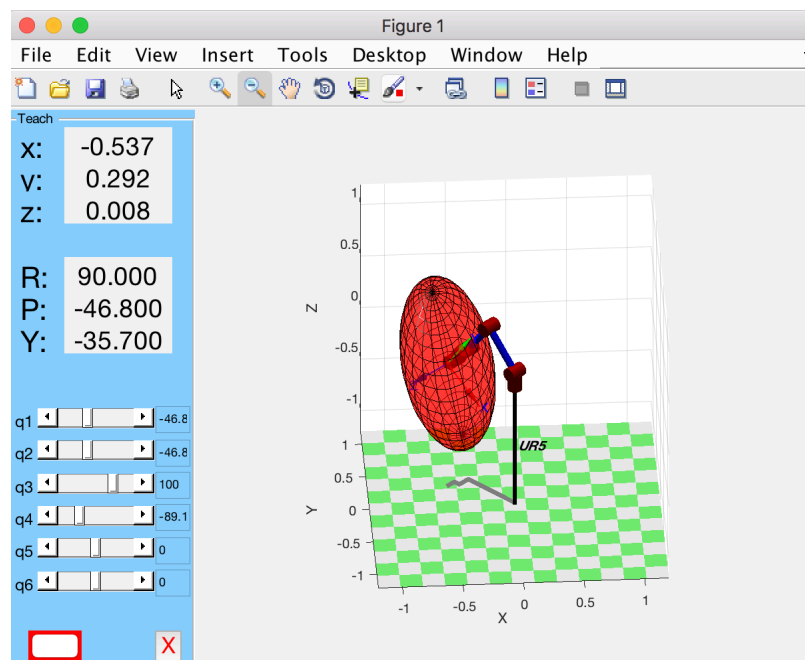 Figure 1
File Edit View Insert Tools Desktop Window Help
Teach
x: -0.537
v: 0.292
z: 0.008
R: 90.000
P: -46.800
Y: -35.700
q1 -46.8
q2 -46.8
q3 100
q4 -89.1
q5 0
q6 0
X
1
0.5
0
-0.5
-1
Z
1
0.5
0
-0.5
-1
Y
-1 -0.5 0 0.5 1
X
UR5